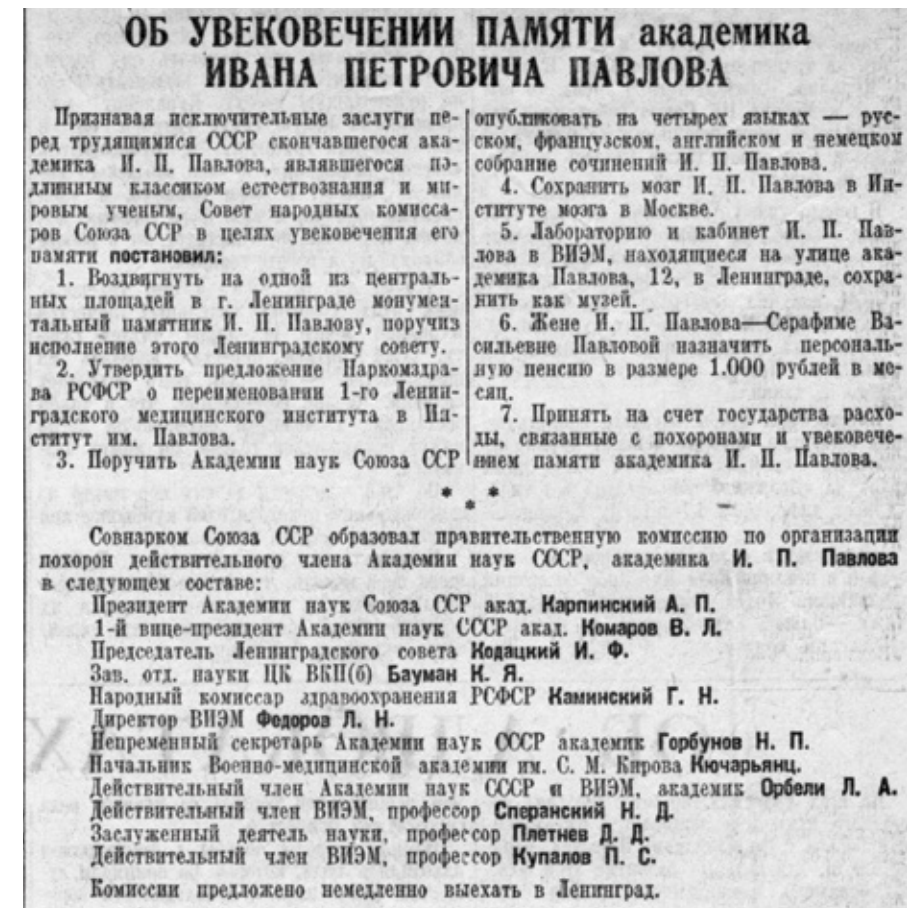 ОБ УВЕКОВЕЧЕНИИ ПАМЯТИ академика
ИВАНА ПЕТРОВИЧА ПАВЛОВА
Признавая исключительные заслуги пе-
ред трудящимися СССР скончавшегося ака-
демика И. П. Павлова, являвшегося по-
длинным классиком естествознания и ми-
ровым ученым, Совет народных комисса-
ров Союза ССР в целях увековечения его
памяти постановил:
1. Воздвигнуть на одной из централь-
ных площадей в г. Ленинграде монумен-
тальный памятник И. П. Павлову, поручив
исполнение этого Ленинградскому совету.
2. Утвердить предложение Наркомздра-
ва РСФСР о переименовании 1-го Ленин-
градского медицинского института в Ин-
ститут им. Павлова.
3. Поручить Академии наук Союза ССР
опубликовать на четырех языках — рус-
ском, французском, английском и немецком
собрание сочинений И. П. Павлова.
4. Сохранить мозг И. П. Павлова в Ин-
ституте мозга в Москве.
5. Лабораторию и кабинет И. П. Пав-
лова в ВИЭМ, находящиеся на улице ака-
демика Павлова, 12, в Ленинграде, сохра-
нить как музей.
6. Жене И. П. Павлова—Серафиме Ва-
сильевне Павловой назначить персональ-
ную пенсию в размере 1.000 рублей в ме-
сяц.
7. Принять на счет государства расхо-
ды, связанные с похоронами и увековече-
нием памяти академика И. П. Павлова.
* * *
Совнарком Союза ССР образовал правительственную комиссию по организации
похорон действительного члена Академии наук СССР, академика И. П. Павлова
в следующем составе:
Президент Академии наук Союза ССР акад. Карпинский А. П.
1-й вице-президент Академии наук СССР акад. Комаров В. Л.
Председатель Ленинградского совета Кодацкий И. Ф.
Зав. отд. науки ЦК ВКП(б) Бауман К. Я.
Народный комиссар здравоохранения РСФСР Каминский Г. Н.
Директор ВИЭМ Федоров Л. Н.
Непременный секретарь Академии наук СССР академик Горбунов Н. П.
Начальник Военно-медицинской академии им. С. М. Кирова Кючарьянц.
Действительный член Академии наук СССР и ВИЭМ, академик Орбели Л. А.
Действительный член ВИЭМ, профессор Сперанский Н. Д.
Заслуженный деятель науки, профессор Плетнев Д. Д.
Действительный член ВИЭМ, профессор Купалов П. С.
Комиссии предложено немедленно выехать в Ленинград.